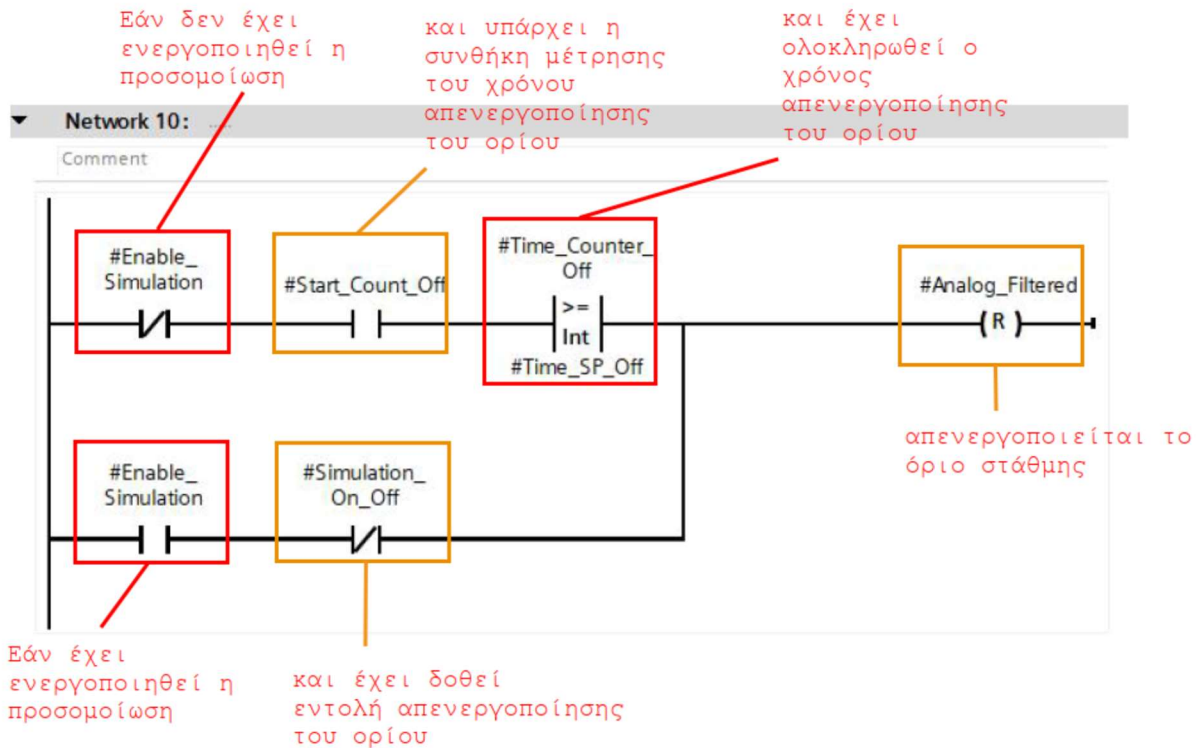 Εάν δεν έχει
ενεργοποιηθεί η
προσομοίωση
και υπάρχει η
συνθήκη μέτρησης
του χρόνου
απενεργοποίησης
του ορίου
και έχει
ολοκληρωθεί ο
χρόνος
απενεργοποίησης
του ορίου
Network 10: .....
Comment
#Enable_
Simulation
#Start_Count_Off
#Time_Counter_
Off
>=
Int
#Time_SP_Off
#Analog_Filtered
( R )
απενεργοποιείται το
όριο στάθμης
#Enable_
Simulation
#Simulation_
On_Off
Εάν έχει
ενεργοποιηθεί η
προσομοίωση
και έχει δοθεί
εντολή απενεργοποίησης
του ορίου